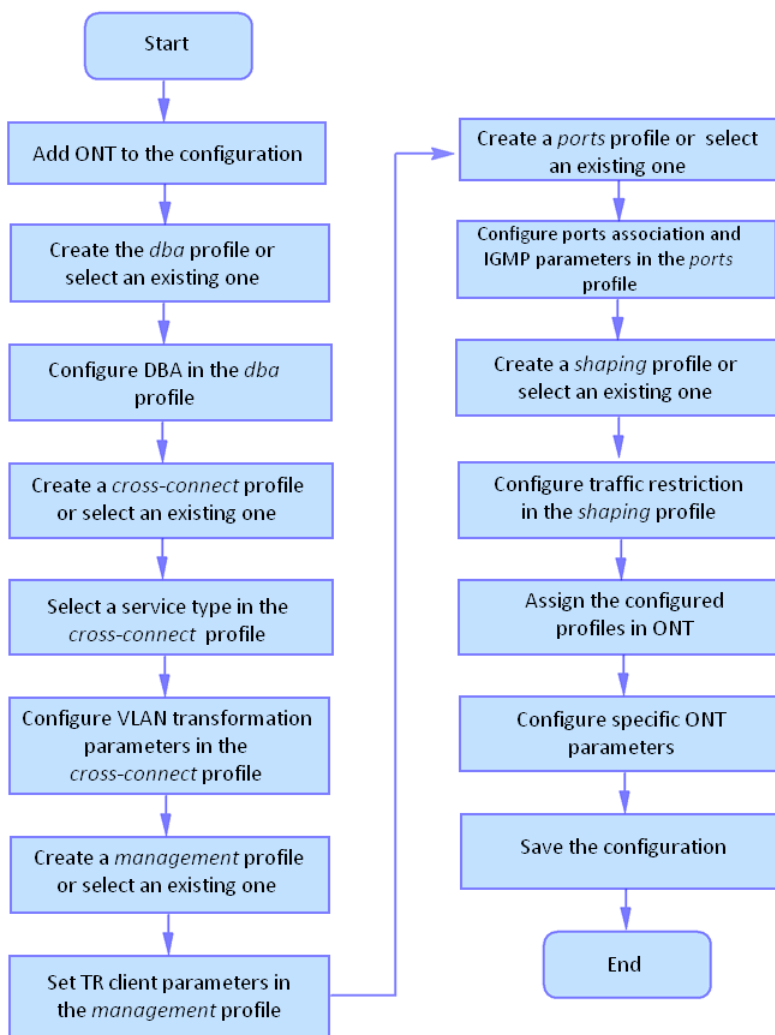 Start
Add ONT to the configuration
Create the dba profile or
select an existing one
Configure DBA in the dba
profile
Create a cross-connect profile
or select an existing one
Select a service type in the
cross-connect profile
Configure VLAN transformation
parameters in the
cross-connect profile
Create a management profile
or select an existing one
Set TR client parameters in
the management profile
Create a ports profile or select
an existing one
Configure ports association and
IGMP parameters in the ports
profile
Create a shaping profile or
select an existing one
Configure traffic restriction
in the shaping profile
Assign the configured
profiles in ONT
Configure specific ONT
parameters
Save the configuration
End